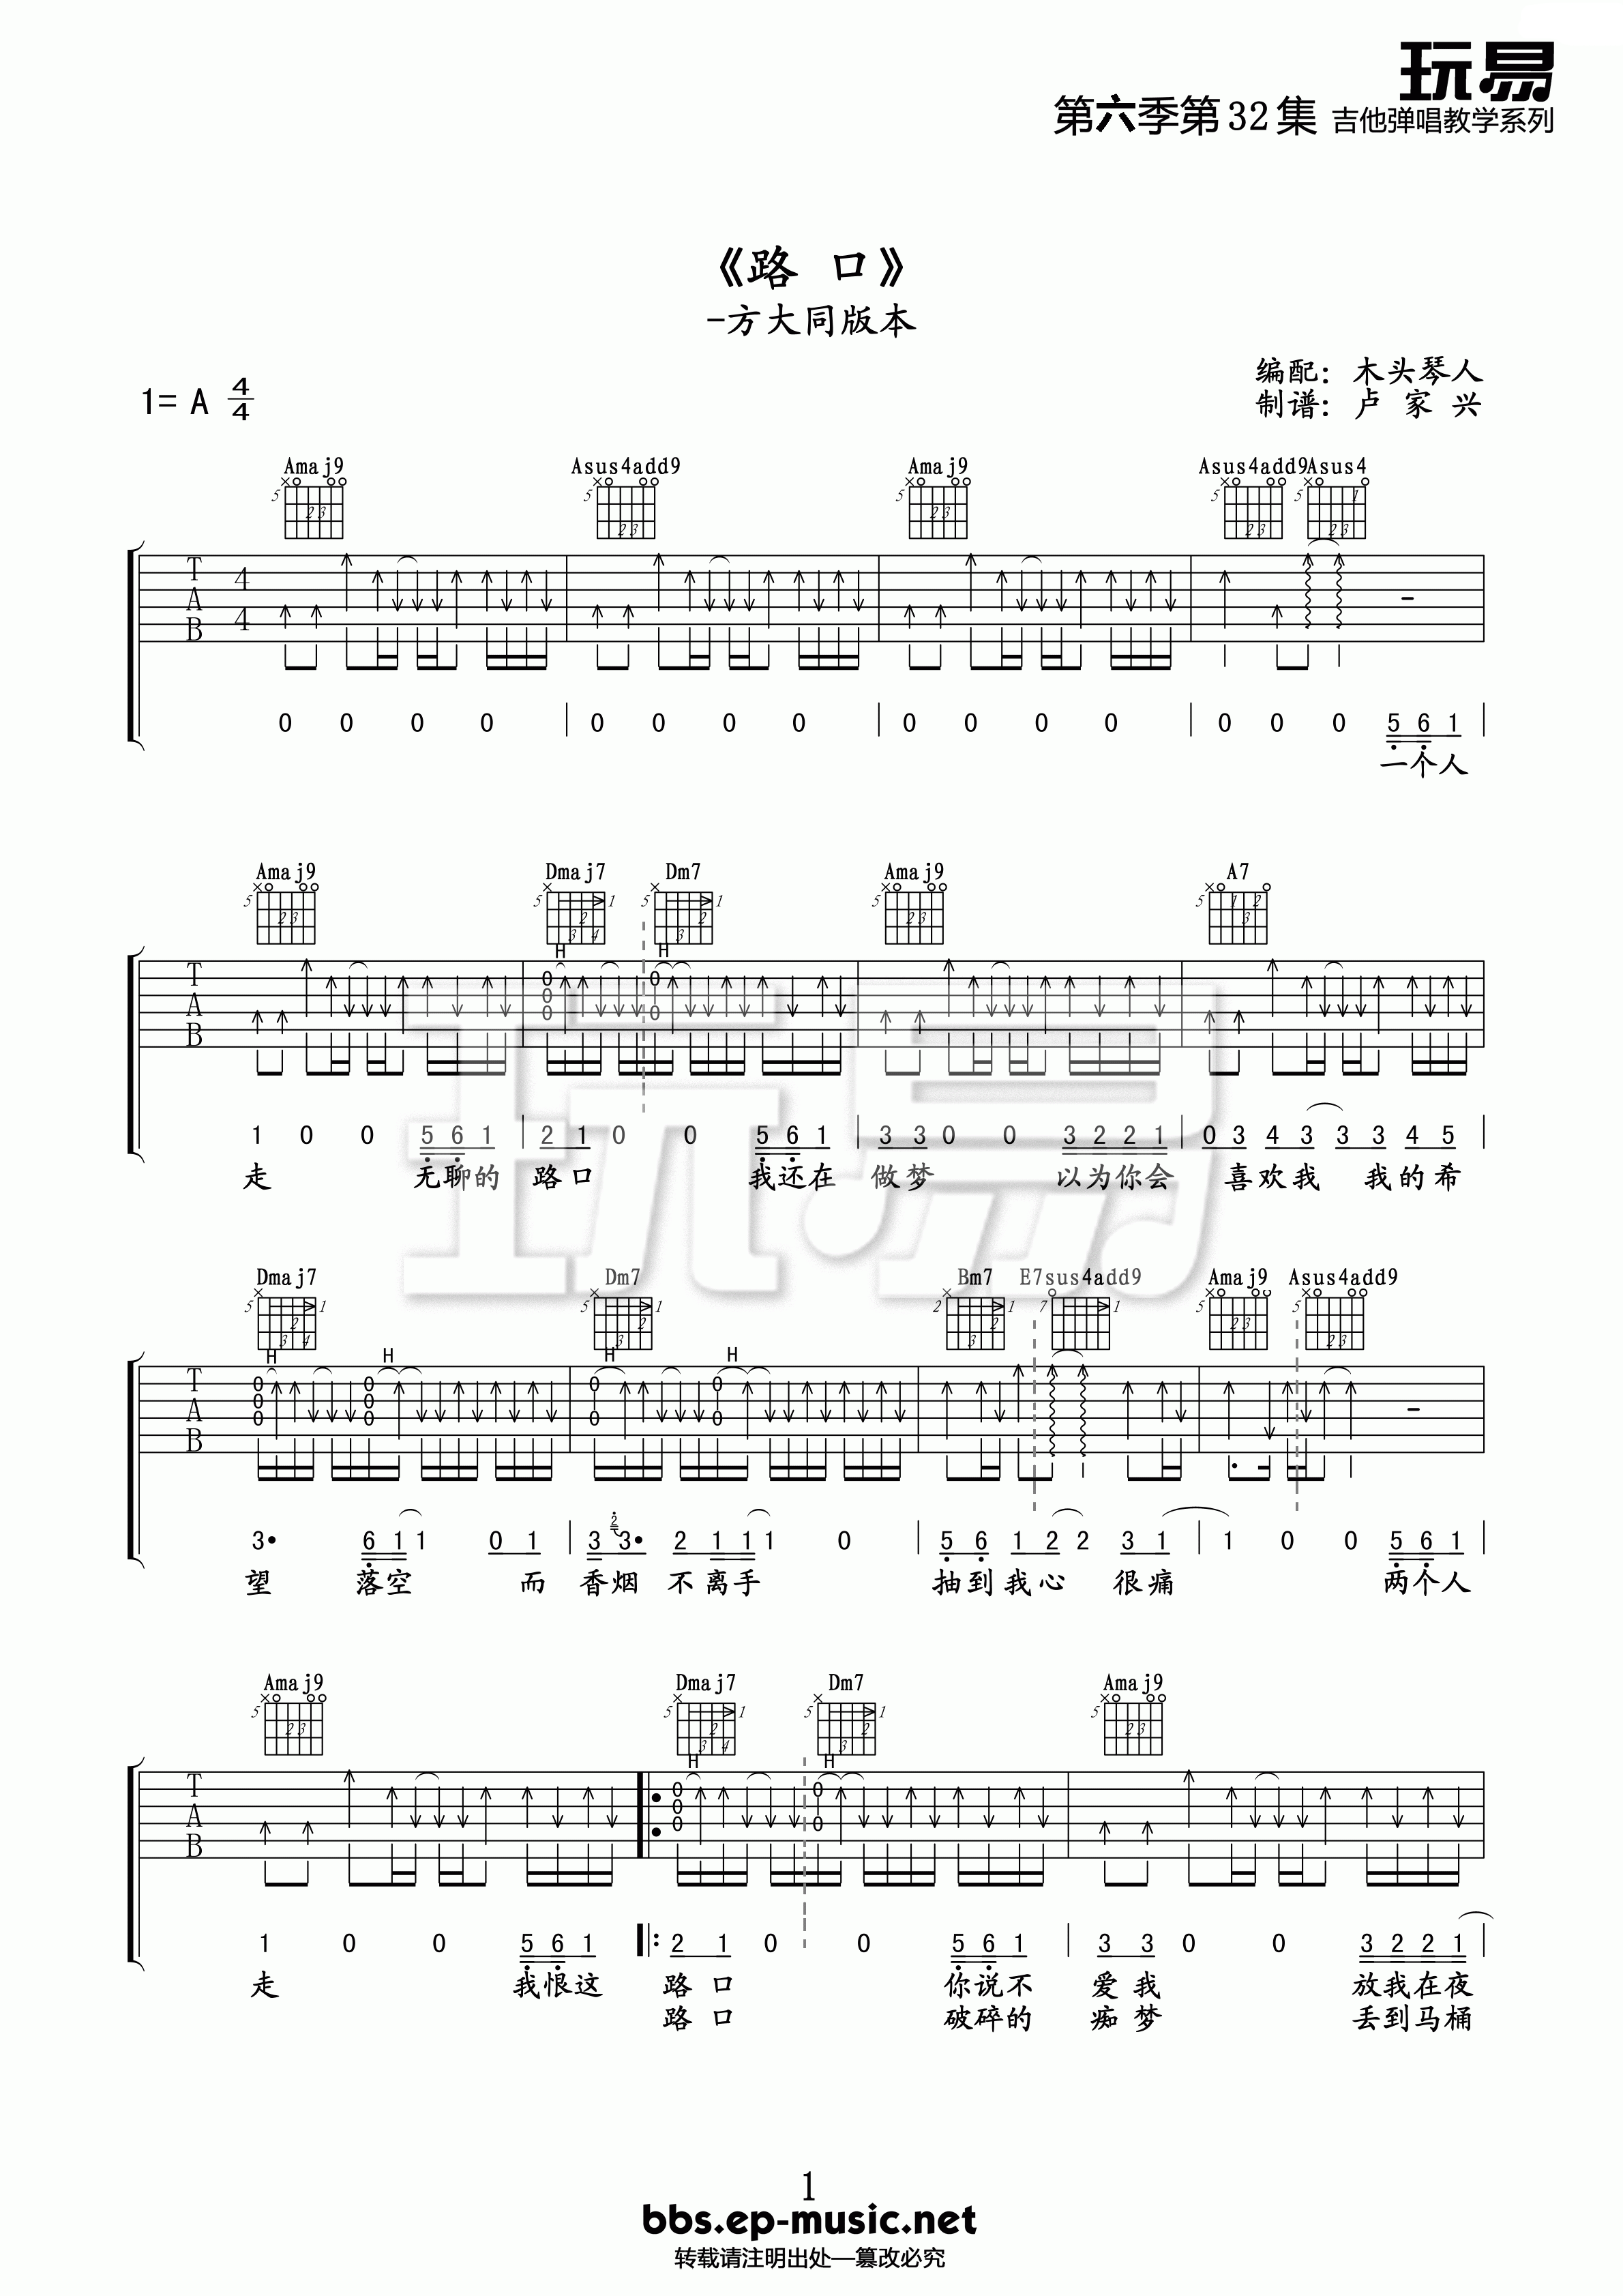 玩易
第六季第32集 吉他弹唱教学系列
《路 口》
-方大同版本
1= A 4/4
编配：木头琴人
制谱：卢 家 兴
Amaj9 Asus4add9 Amaj9 Asus4add9 Asus4
T A B 4 4
0 0 0 0 | 0 0 0 0 | 0 0 0 0 | 0 0 0 5 6 1 |
一个人
Amaj9 Dmaj7 Dm7 Amaj9 A7
H H
T A B
1 0 0 5 6 1 | 2 1 0 0 5 6 1 | 3 3 0 0 3 2 2 1 | 0 3 4 3 3 3 4 5 |
走 无聊的 路口 我还在 做梦 以为你会 喜欢我 我的希
Dmaj7 Dm7 Bm7 E7sus4add9 Amaj9 Asus4add9
H H H H
T A B
3• 6 1 1 0 1 | 3 2 3• 2 1 1 1 0 | 5 6 1 2 2 3 1 | 1 0 0 5 6 1 |
望 落空 而 香烟 不离手 抽到我心 很痛 两个人
Amaj9 Dmaj7 Dm7 Amaj9
H H
T A B
1 0 0 5 6 1 |: 2 1 0 0 5 6 1 | 3 3 0 0 3 2 2 1 |
走 我恨这 路口 你说不 爱我 放我在夜
路口 破碎的 痴梦 丢到马桶
1
bbs.ep-music.net
转载请注明出处—篡改必究